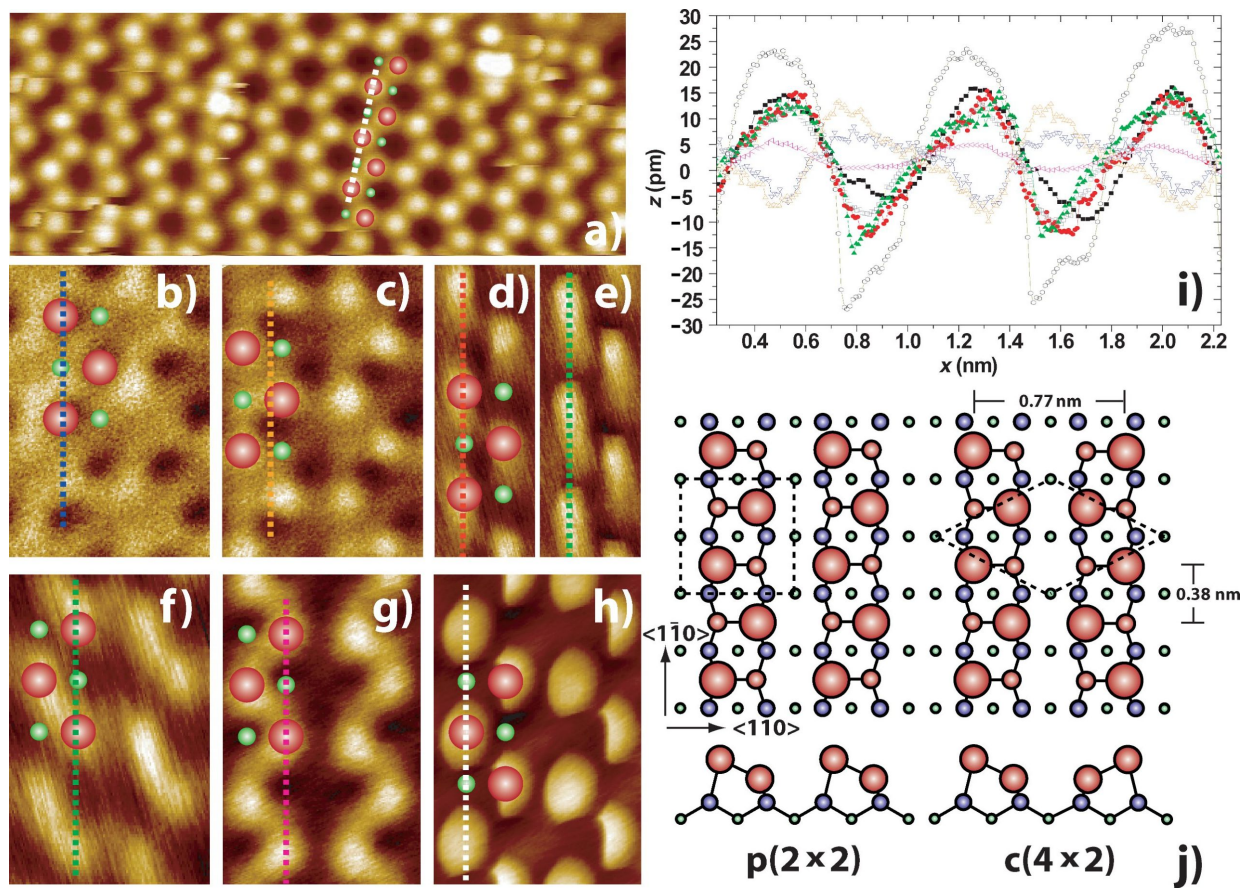 a)
b)
c)
d)
e)
f)
g)
h)
30
25
20
15
10
5
0
−5
−10
−15
−20
−25
−30
z (pm)
0.4 0.6 0.8 1.0 1.2 1.4 1.6 1.8 2.0 2.2
x (nm)
i)
0.77 nm
0.38 nm
<11̅0>
<110>
p(2 × 2)
c(4 × 2)
j)